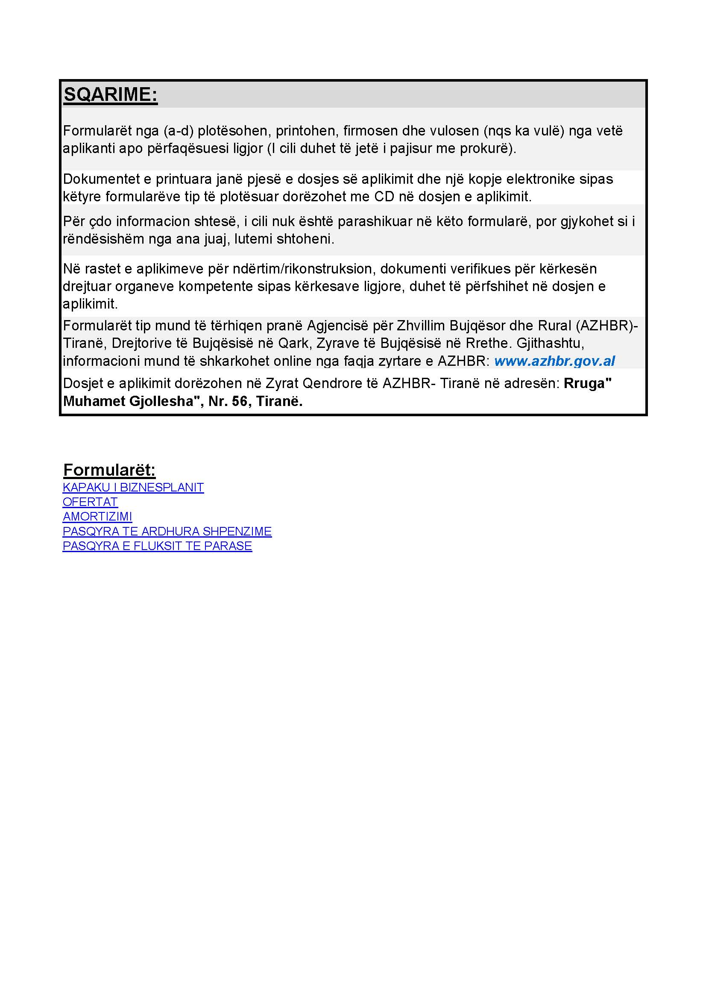 SQARIME:
Formularët nga (a-d) plotësohen, printohen, firmosen dhe vulosen (nqs ka vulë) nga vetë
aplikanti apo përfaqësuesi ligjor (I cili duhet të jetë i pajisur me prokurë).
Dokumentet e printuara janë pjesë e dosjes së aplikimit dhe një kopje elektronike sipas
këtyre formularëve tip të plotësuar dorëzohet me CD në dosjen e aplikimit.
Për çdo informacion shtesë, i cili nuk është parashikuar në këto formularë, por gjykohet si i
rëndësishëm nga ana juaj, lutemi shtoheni.
Në rastet e aplikimeve për ndërtim/rikonstruksion, dokumenti verifikues për kërkesën
drejtuar organeve kompetente sipas kërkesave ligjore, duhet të përfshihet në dosjen e
aplikimit.
Formularët tip mund të tërhiqen pranë Agjencisë për Zhvillim Bujqësor dhe Rural (AZHBR)-
Tiranë, Drejtorive të Bujqësisë në Qark, Zyrave të Bujqësisë në Rrethe. Gjithashtu,
informacioni mund të shkarkohet online nga faqja zyrtare e AZHBR: www.azhbr.gov.al
Dosjet e aplikimit dorëzohen në Zyrat Qendrore të AZHBR- Tiranë në adresën: Rruga"
Muhamet Gjollesha", Nr. 56, Tiranë.
Formularët:
KAPAKU I BIZNESPLANIT
OFERTAT
AMORTIZIMI
PASQYRA TE ARDHURA SHPENZIME
PASQYRA E FLUKSIT TE PARASE